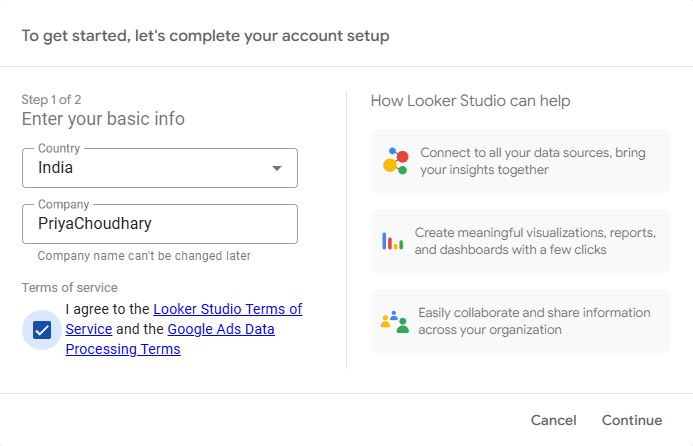 To get started, let's complete your account setup
Step 1 of 2
Enter your basic info
Country
India
Company
PriyaChoudhary
Company name can't be changed later
Terms of service
I agree to the Looker Studio Terms of
Service and the Google Ads Data
Processing Terms
How Looker Studio can help
Connect to all your data sources, bring
your insights together
Create meaningful visualizations, reports,
and dashboards with a few clicks
Easily collaborate and share information
across your organization
Cancel
Continue